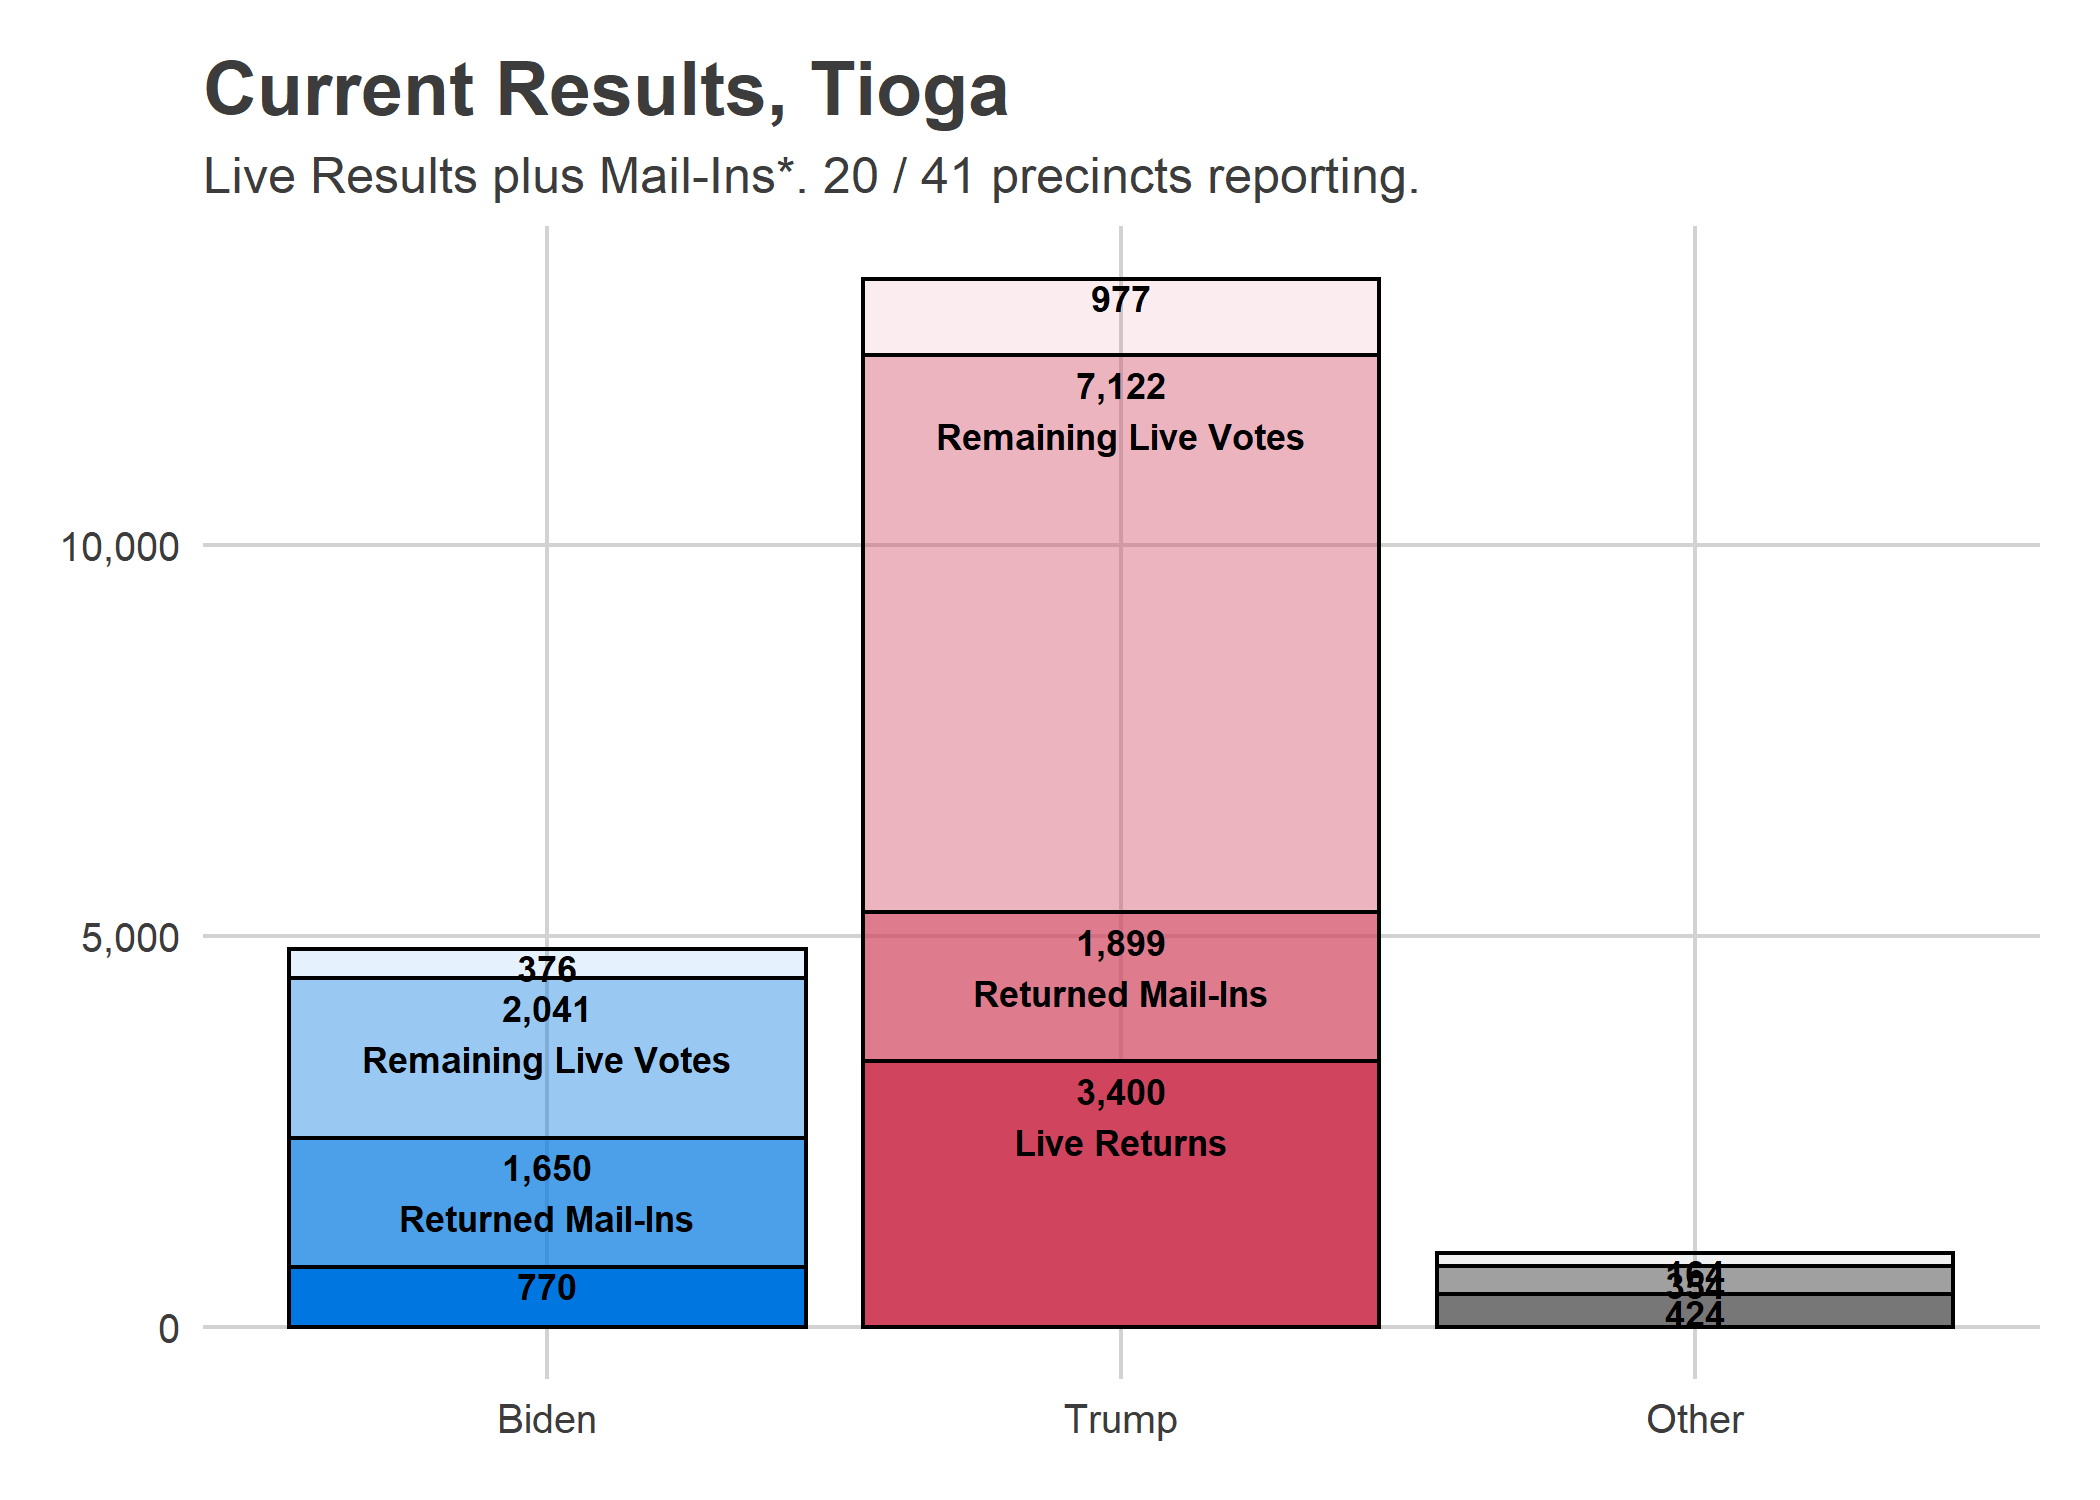 Current Results, Tioga
Live Results plus Mail-Ins*. 20 / 41 precincts reporting.
977
7,122
Remaining Live Votes
10,000
5,000
1,899
Returned Mail-Ins
376
2,041
Remaining Live Votes
3,400
Live Returns
1,650
Returned Mail-Ins
770
164
354
424
0
Biden
Trump
Other